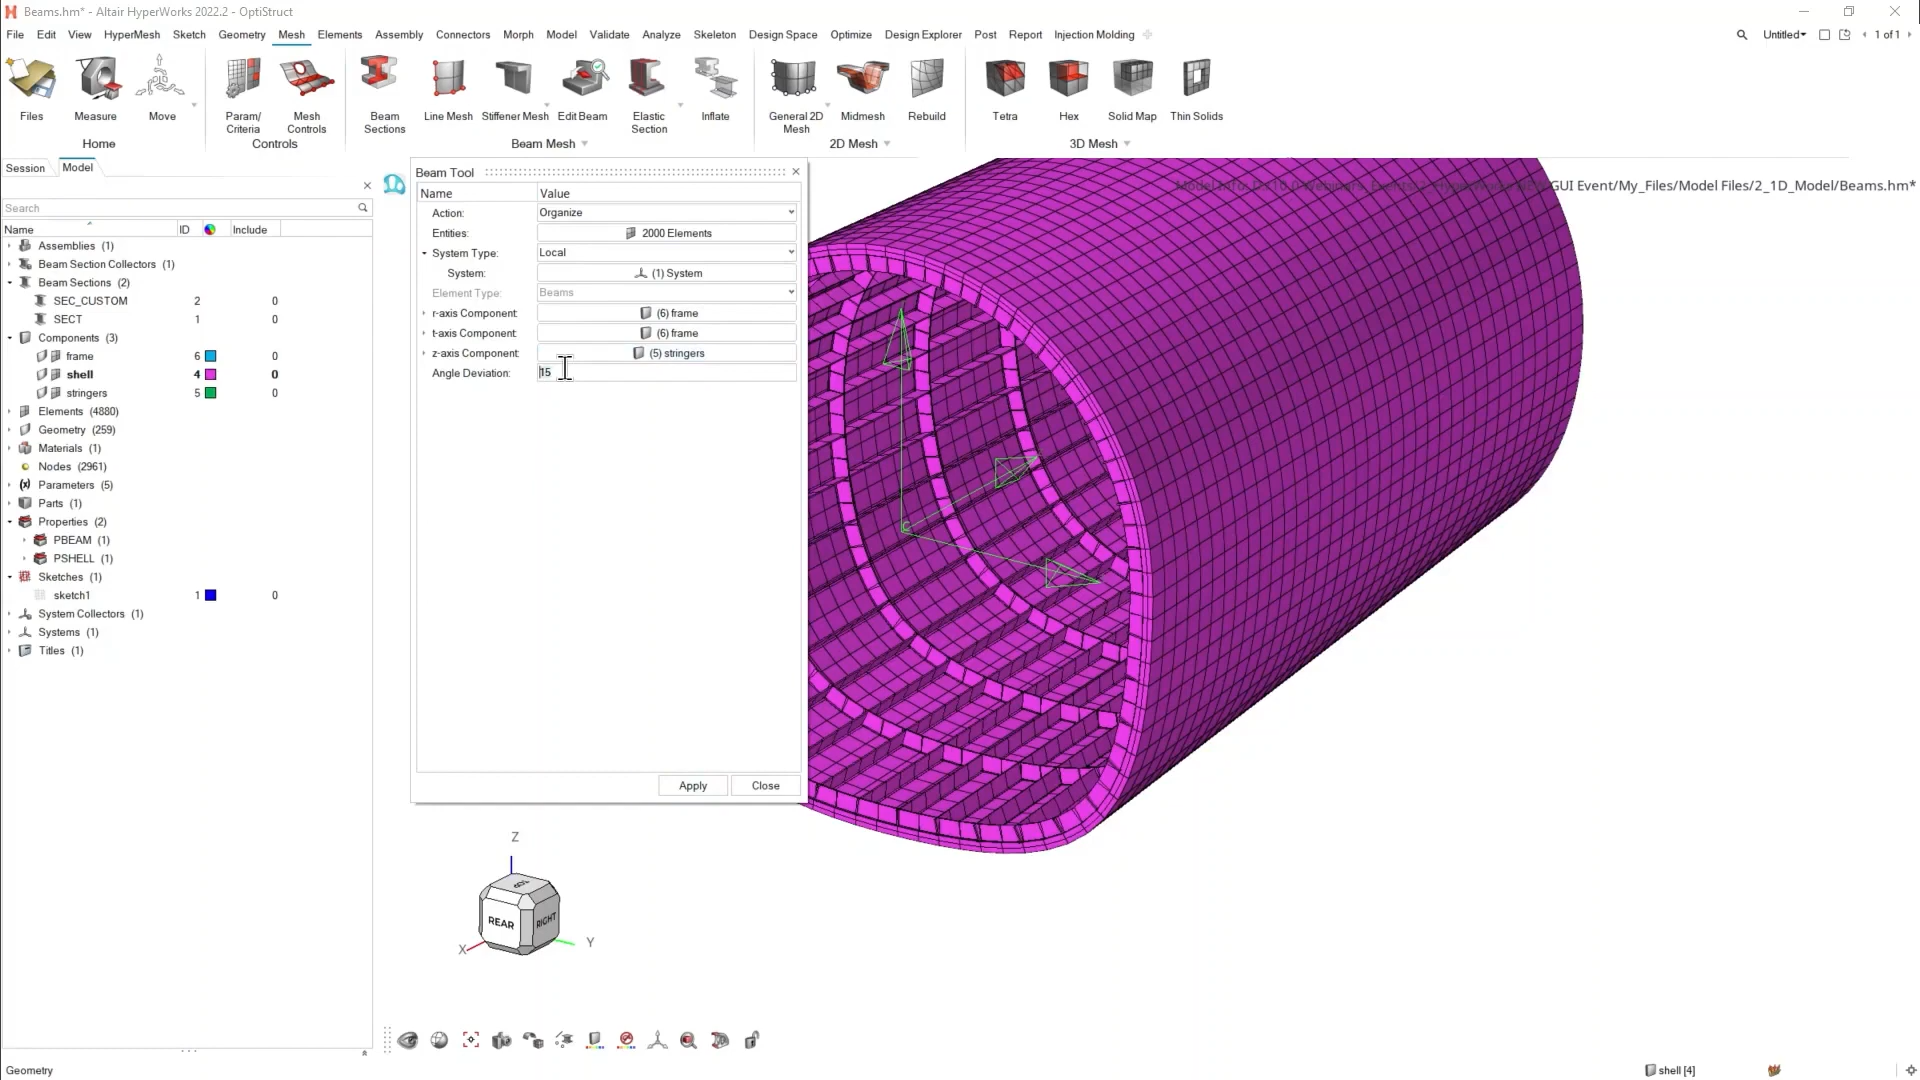 Beams.hm* - Altair HyperWorks 2022.2 - OptiStruct
File Edit View HyperMesh Sketch Geometry Mesh Elements Assembly Connectors Morph Model Validate Analyze Skeleton Design Space Optimize Design Explorer Post Report Injection Molding
Untitled 1 of 1
Files Measure Move Param/ Criteria Mesh Controls Beam Sections Line Mesh Stiffener Mesh Edit Beam Elastic Section Inflate General 2D Mesh Midmesh Rebuild Tetra Hex Solid Map Thin Solids
Home Controls Beam Mesh 2D Mesh 3D Mesh
Session Model
Search
Name ID Include
Assemblies (1)
Beam Section Collectors (1)
Beam Sections (2)
SEC_CUSTOM 2 0
SECT 1 0
Components (3)
frame 6 0
shell 4 0
stringers 5 0
Elements (4880)
Geometry (259)
Materials (1)
Nodes (2961)
(x) Parameters (5)
Parts (1)
Properties (2)
PBEAM (1)
PSHELL (1)
Sketches (1)
sketch1 1 0
System Collectors (1)
Systems (1)
Titles (1)
Beam Tool
Name Value
Action: Organize
Entities: 2000 Elements
System Type: Local
System: (1) System
Element Type: Beams
r-axis Component: (6) frame
t-axis Component: (6) frame
z-axis Component: (5) stringers
Angle Deviation: 15
Apply Close
GUI Event/My_Files/Model Files/2_1D_Model/Beams.hm*
Z
TOP
REAR RIGHT
X Y
Geometry
shell [4]